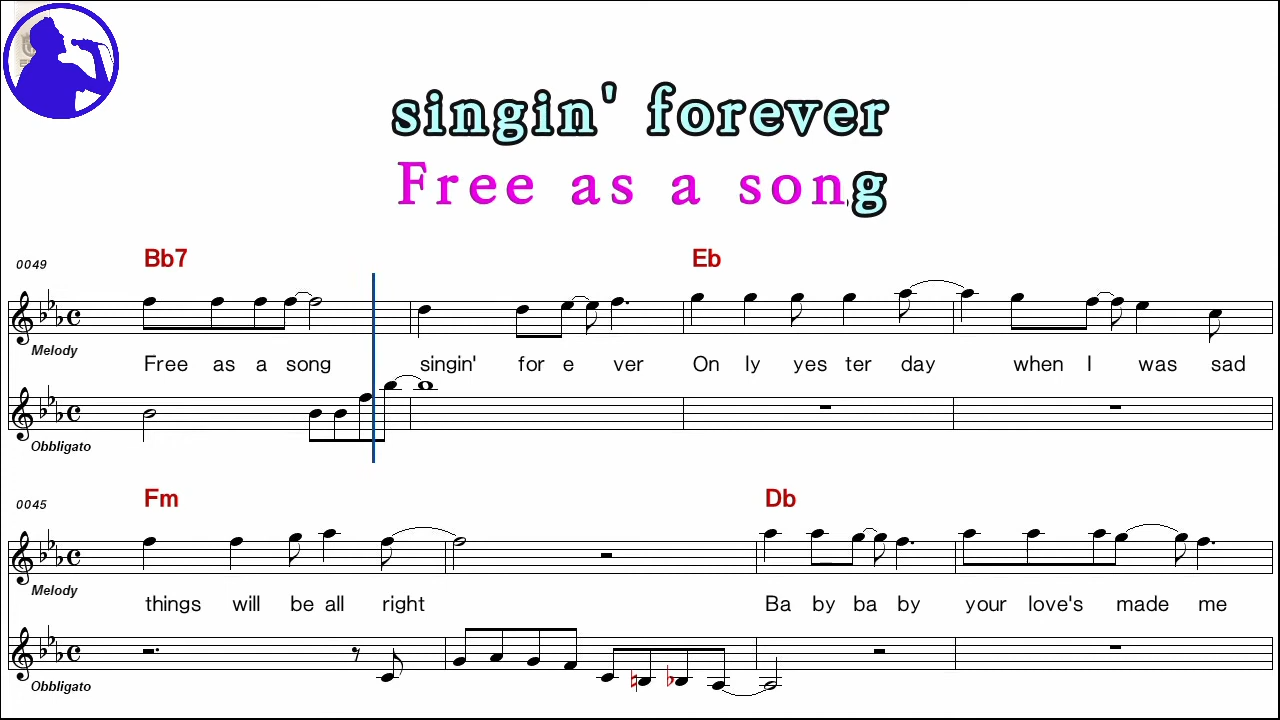 singin' forever
Free as a song
0049 Bb7 Eb
Melody
Free as a song singin' for e ver On ly yes ter day when I was sad
Obbligato
0045 Fm Db
Melody
things will be all right Ba by ba by your love's made me
Obbligato